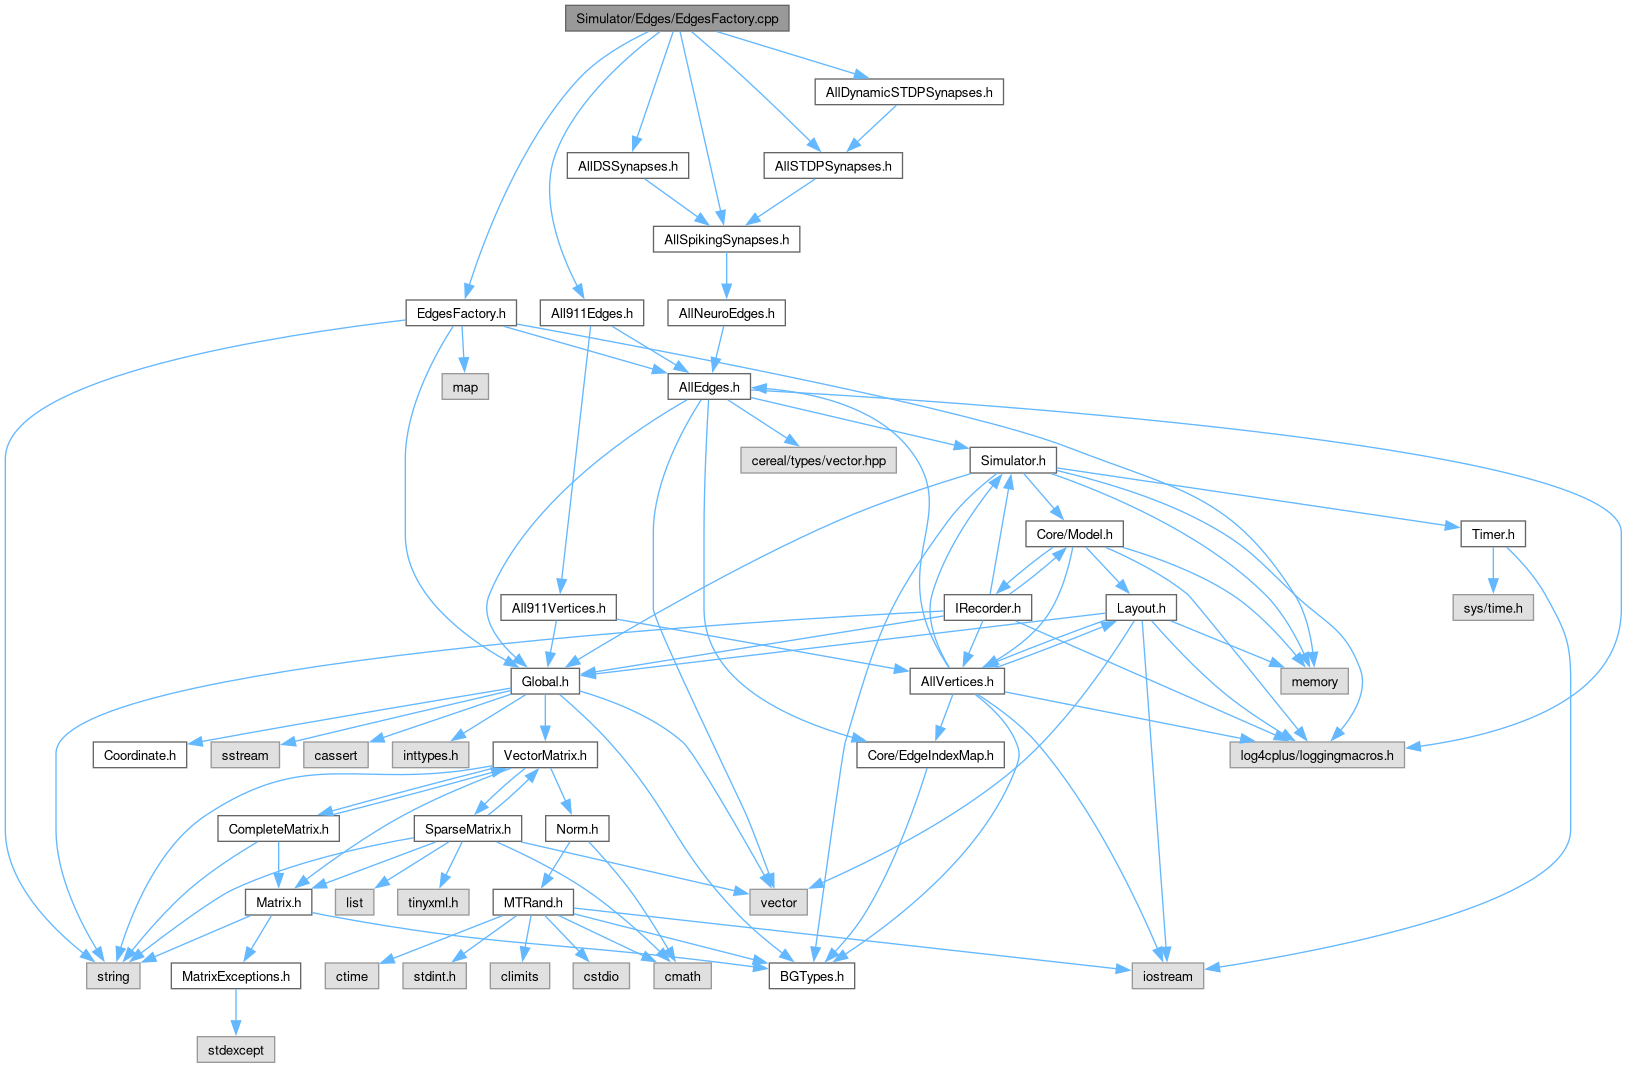 Simulator/Edges/EdgesFactory.cpp
AllDynamicSTDPSynapses.h
AllDSSynapses.h
AllSTDPSynapses.h
AllSpikingSynapses.h
EdgesFactory.h
All911Edges.h
AllNeuroEdges.h
map
AllEdges.h
cereal/types/vector.hpp
Simulator.h
Core/Model.h
Timer.h
All911Vertices.h
IRecorder.h
Layout.h
sys/time.h
Global.h
AllVertices.h
memory
Coordinate.h
sstream
cassert
inttypes.h
VectorMatrix.h
Core/EdgeIndexMap.h
log4cplus/loggingmacros.h
CompleteMatrix.h
SparseMatrix.h
Norm.h
Matrix.h
list
tinyxml.h
MTRand.h
vector
string
MatrixExceptions.h
ctime
stdint.h
climits
cstdio
cmath
BGTypes.h
iostream
stdexcept